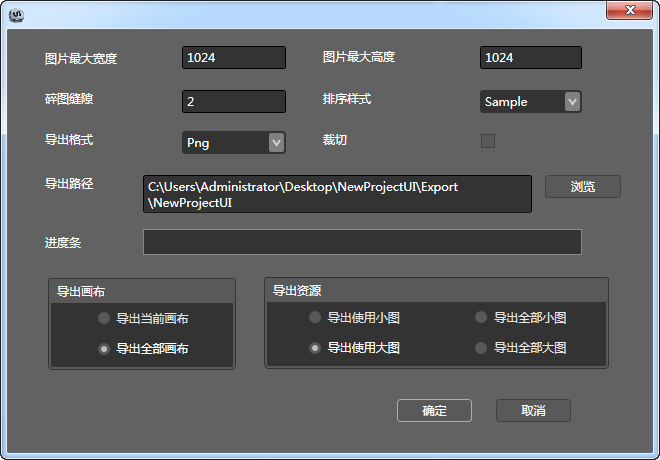 图片最大宽度 1024 图片最大高度 1024
碎图缝隙 2 排序样式 Sample
导出格式 Png 裁切
导出路径 C:\Users\Administrator\Desktop\NewProjectUI\Export
\NewProjectUI 浏览
进度条
导出画布 导出资源
导出当前画布 导出使用小图 导出全部小图
导出全部画布 导出使用大图 导出全部大图
确定 取消